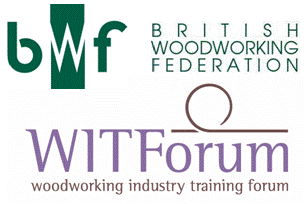 bwf
BRITISH
WOODWORKING
FEDERATION
WITForum
woodworking industry training forum